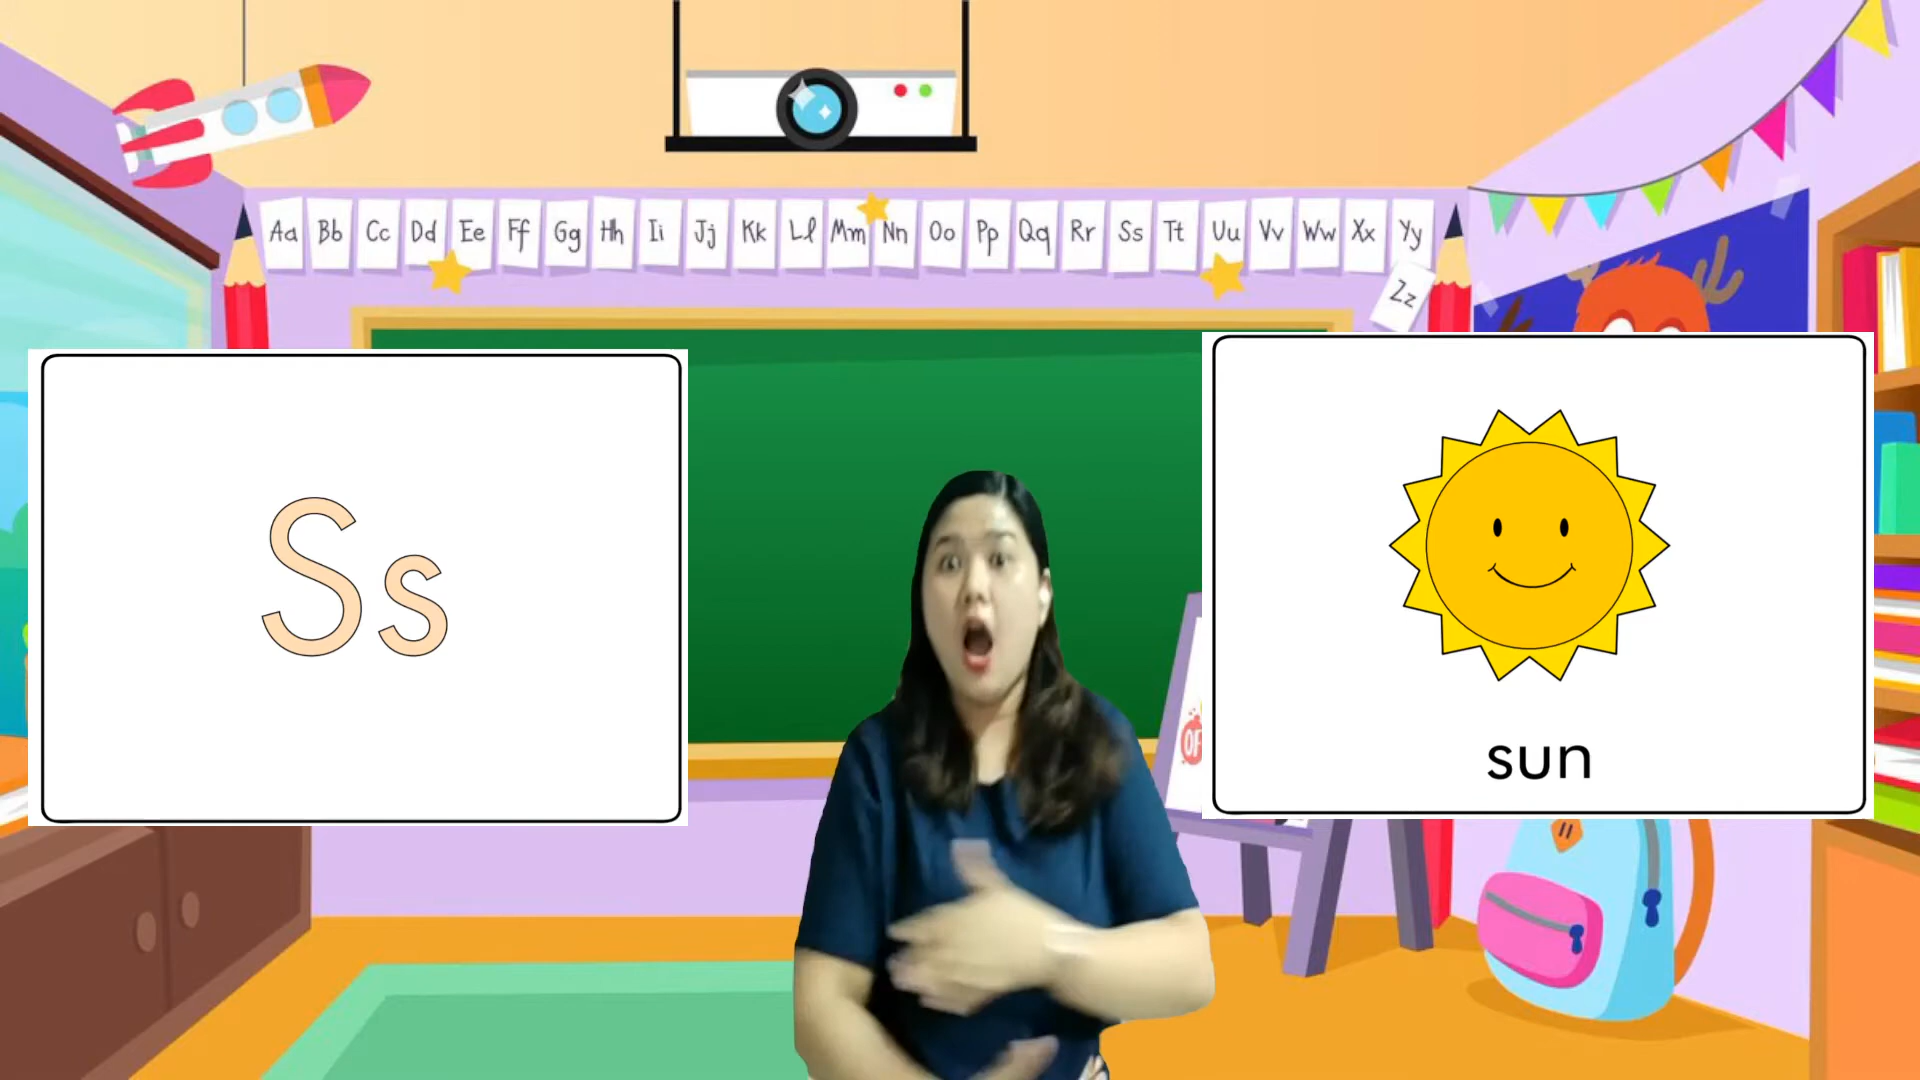 Aa Bb Cc Dd Ee Ff Gg Hh Ii Jj Kk Ll Mm Nn Oo Pp Qq Rr Ss Tt Uu Vv Ww Xx Yy
Zz
Ss
OF
sun